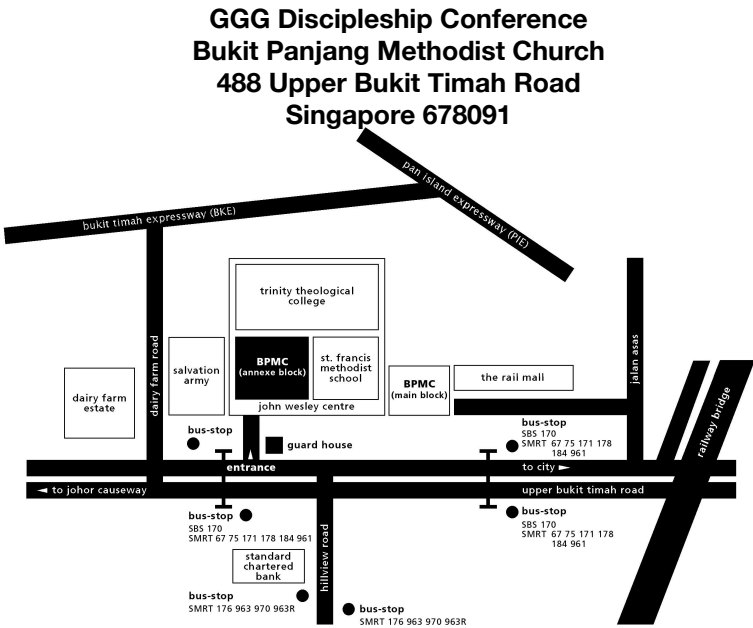 GGG Discipleship Conference
Bukit Panjang Methodist Church
488 Upper Bukit Timah Road
Singapore 678091
pan island expressway (PIE)
bukit timah expressway (BKE)
trinity theological
college
dairy farm road
salvation
army
BPMC
(annexe block)
st. francis
methodist
school
BPMC
(main block)
the rail mall
jalan asas
railway bridge
dairy farm
estate
john wesley centre
bus-stop
guard house
bus-stop
SBS 170
SMRT 67 75 171 178
184 961
entrance
to city ►
◄ to johor causeway
upper bukit timah road
bus-stop
SBS 170
SMRT 67 75 171 178 184 961
bus-stop
SBS 170
SMRT 67 75 171 178
184 961
hillview road
standard
chartered
bank
bus-stop
SMRT 176 963 970 963R
bus-stop
SMRT 176 963 970 963R